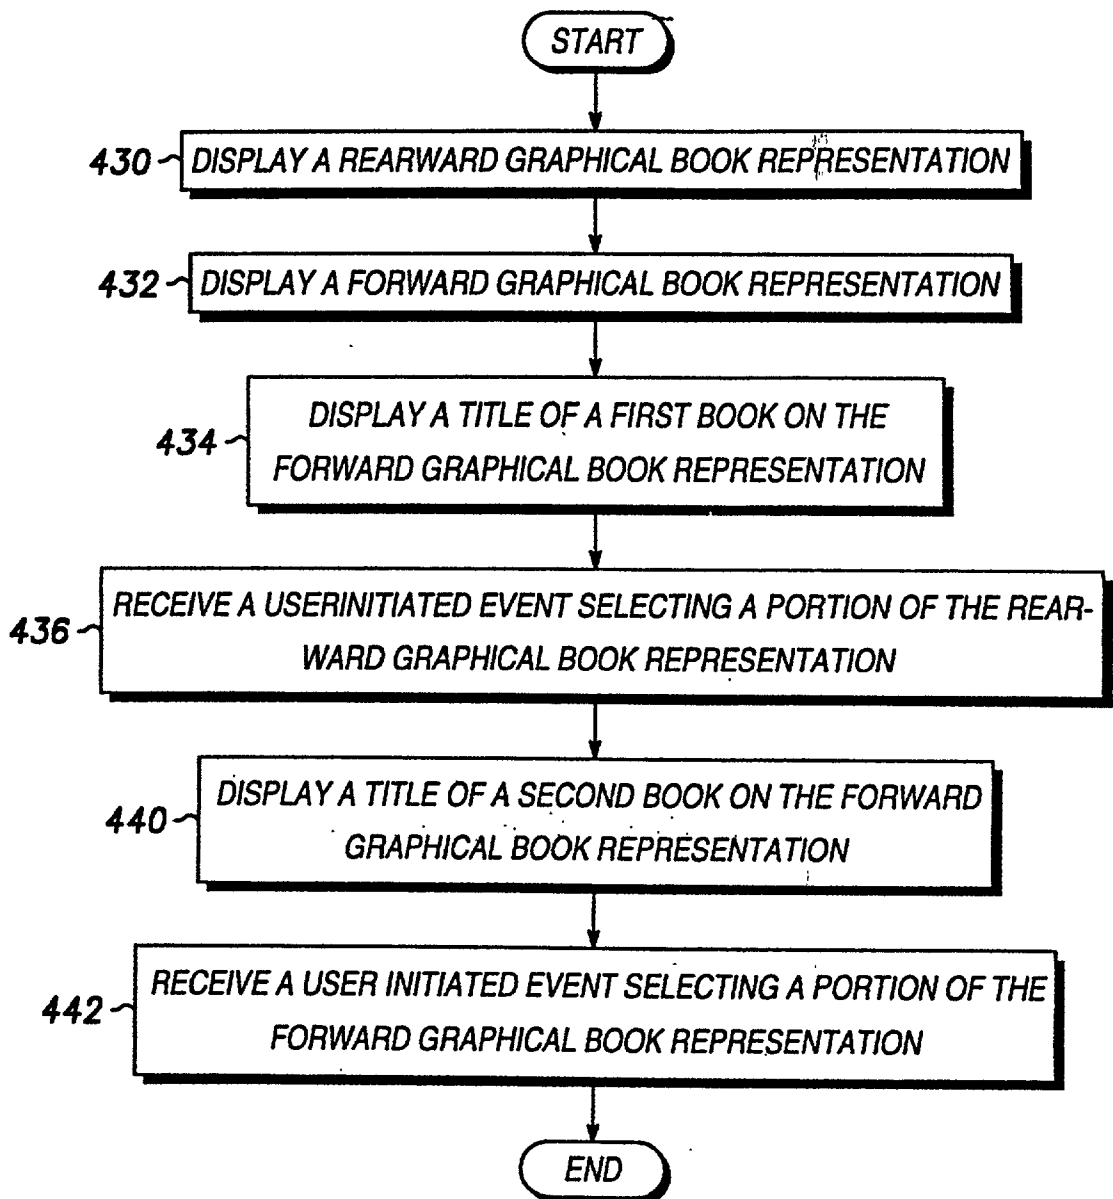 START
430
DISPLAY A REARWARD GRAPHICAL BOOK REPRESENTATION
432
DISPLAY A FORWARD GRAPHICAL BOOK REPRESENTATION
434
DISPLAY A TITLE OF A FIRST BOOK ON THE
FORWARD GRAPHICAL BOOK REPRESENTATION
436
RECEIVE A USERINITIATED EVENT SELECTING A PORTION OF THE REAR-
WARD GRAPHICAL BOOK REPRESENTATION
440
DISPLAY A TITLE OF A SECOND BOOK ON THE FORWARD
GRAPHICAL BOOK REPRESENTATION
442
RECEIVE A USER INITIATED EVENT SELECTING A PORTION OF THE
FORWARD GRAPHICAL BOOK REPRESENTATION
END